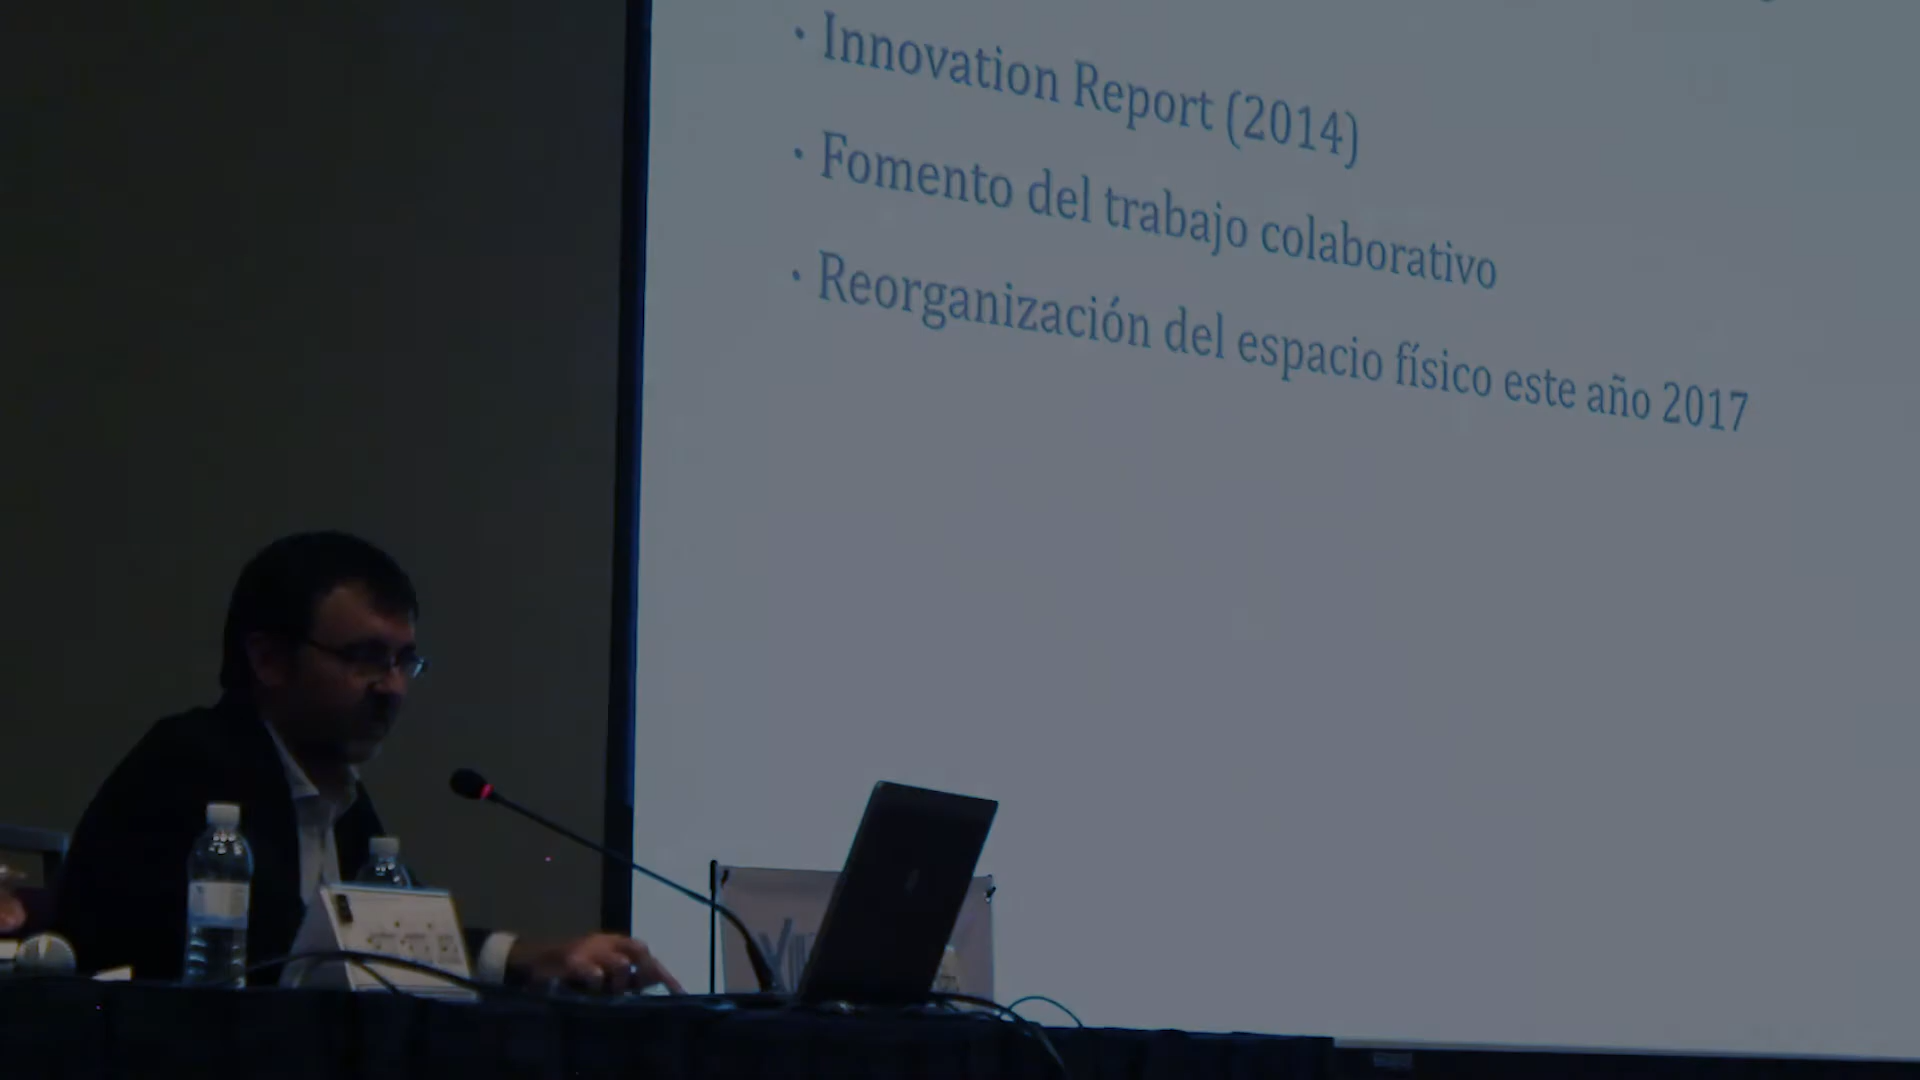 • Innovation Report (2014)
• Fomento del trabajo colaborativo
• Reorganización del espacio físico este año 2017